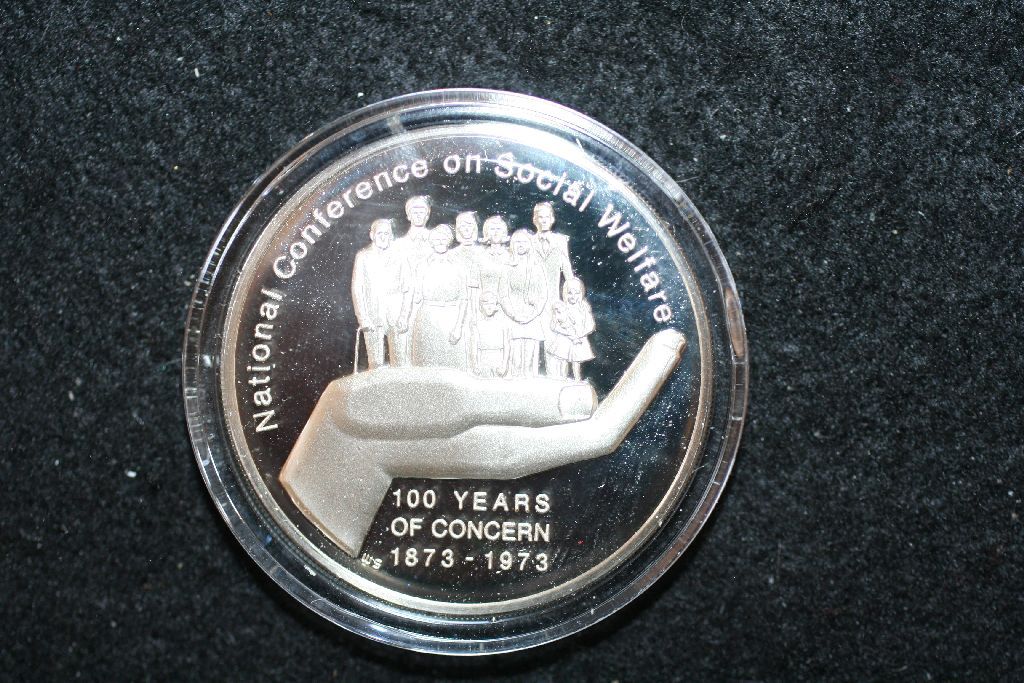 National Conference on Social Welfare
100 YEARS
OF CONCERN
1873 - 1973